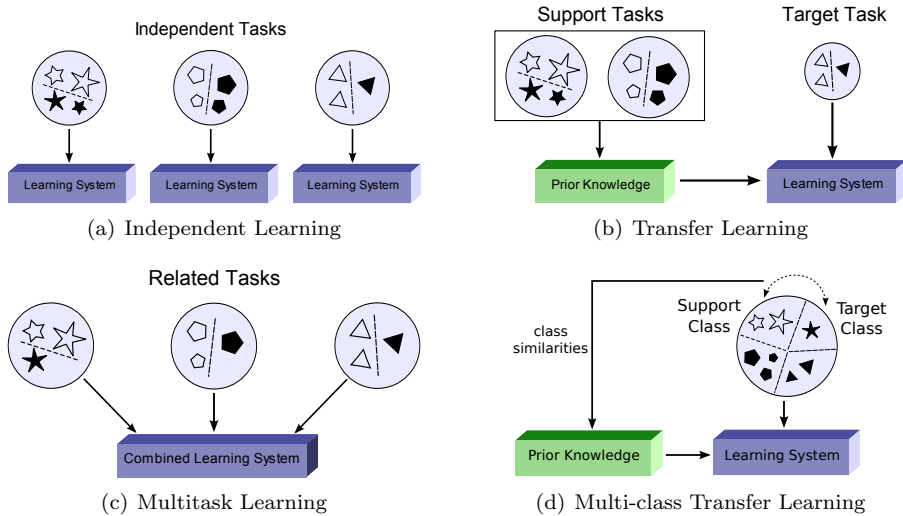 Independent Tasks
Learning System
Learning System
Learning System
(a) Independent Learning
Support Tasks
Target Task
Prior Knowledge
Learning System
(b) Transfer Learning
Related Tasks
Combined Learning System
(c) Multitask Learning
Support
Class
Target
Class
class
similarities
Prior Knowledge
Learning System
(d) Multi-class Transfer Learning